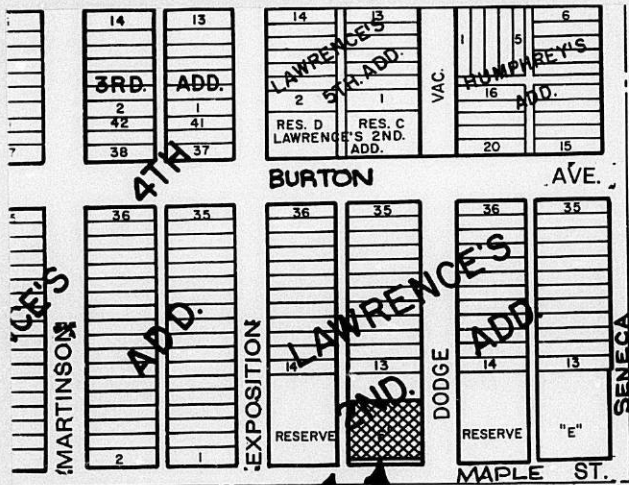 14 13 14 13 6
LAWRENCE'S
5TH. ADD.
1 5
HUMPHREY'S
ADD.
VAC.
3RD. ADD.
16
2 1 2 1
42 41
RES. D RES. C
LAWRENCE'S 2ND.
ADD.
38 37 20 15
4TH
BURTON AVE.
36 35 36 35 36 35
LAWRENCE'S
CE'S
ADD.
ADD.
2ND.
MARTINSON
EXPOSITION
DODGE
SENECA
14 13 14 13
RESERVE RESERVE "E"
2 1
MAPLE ST.